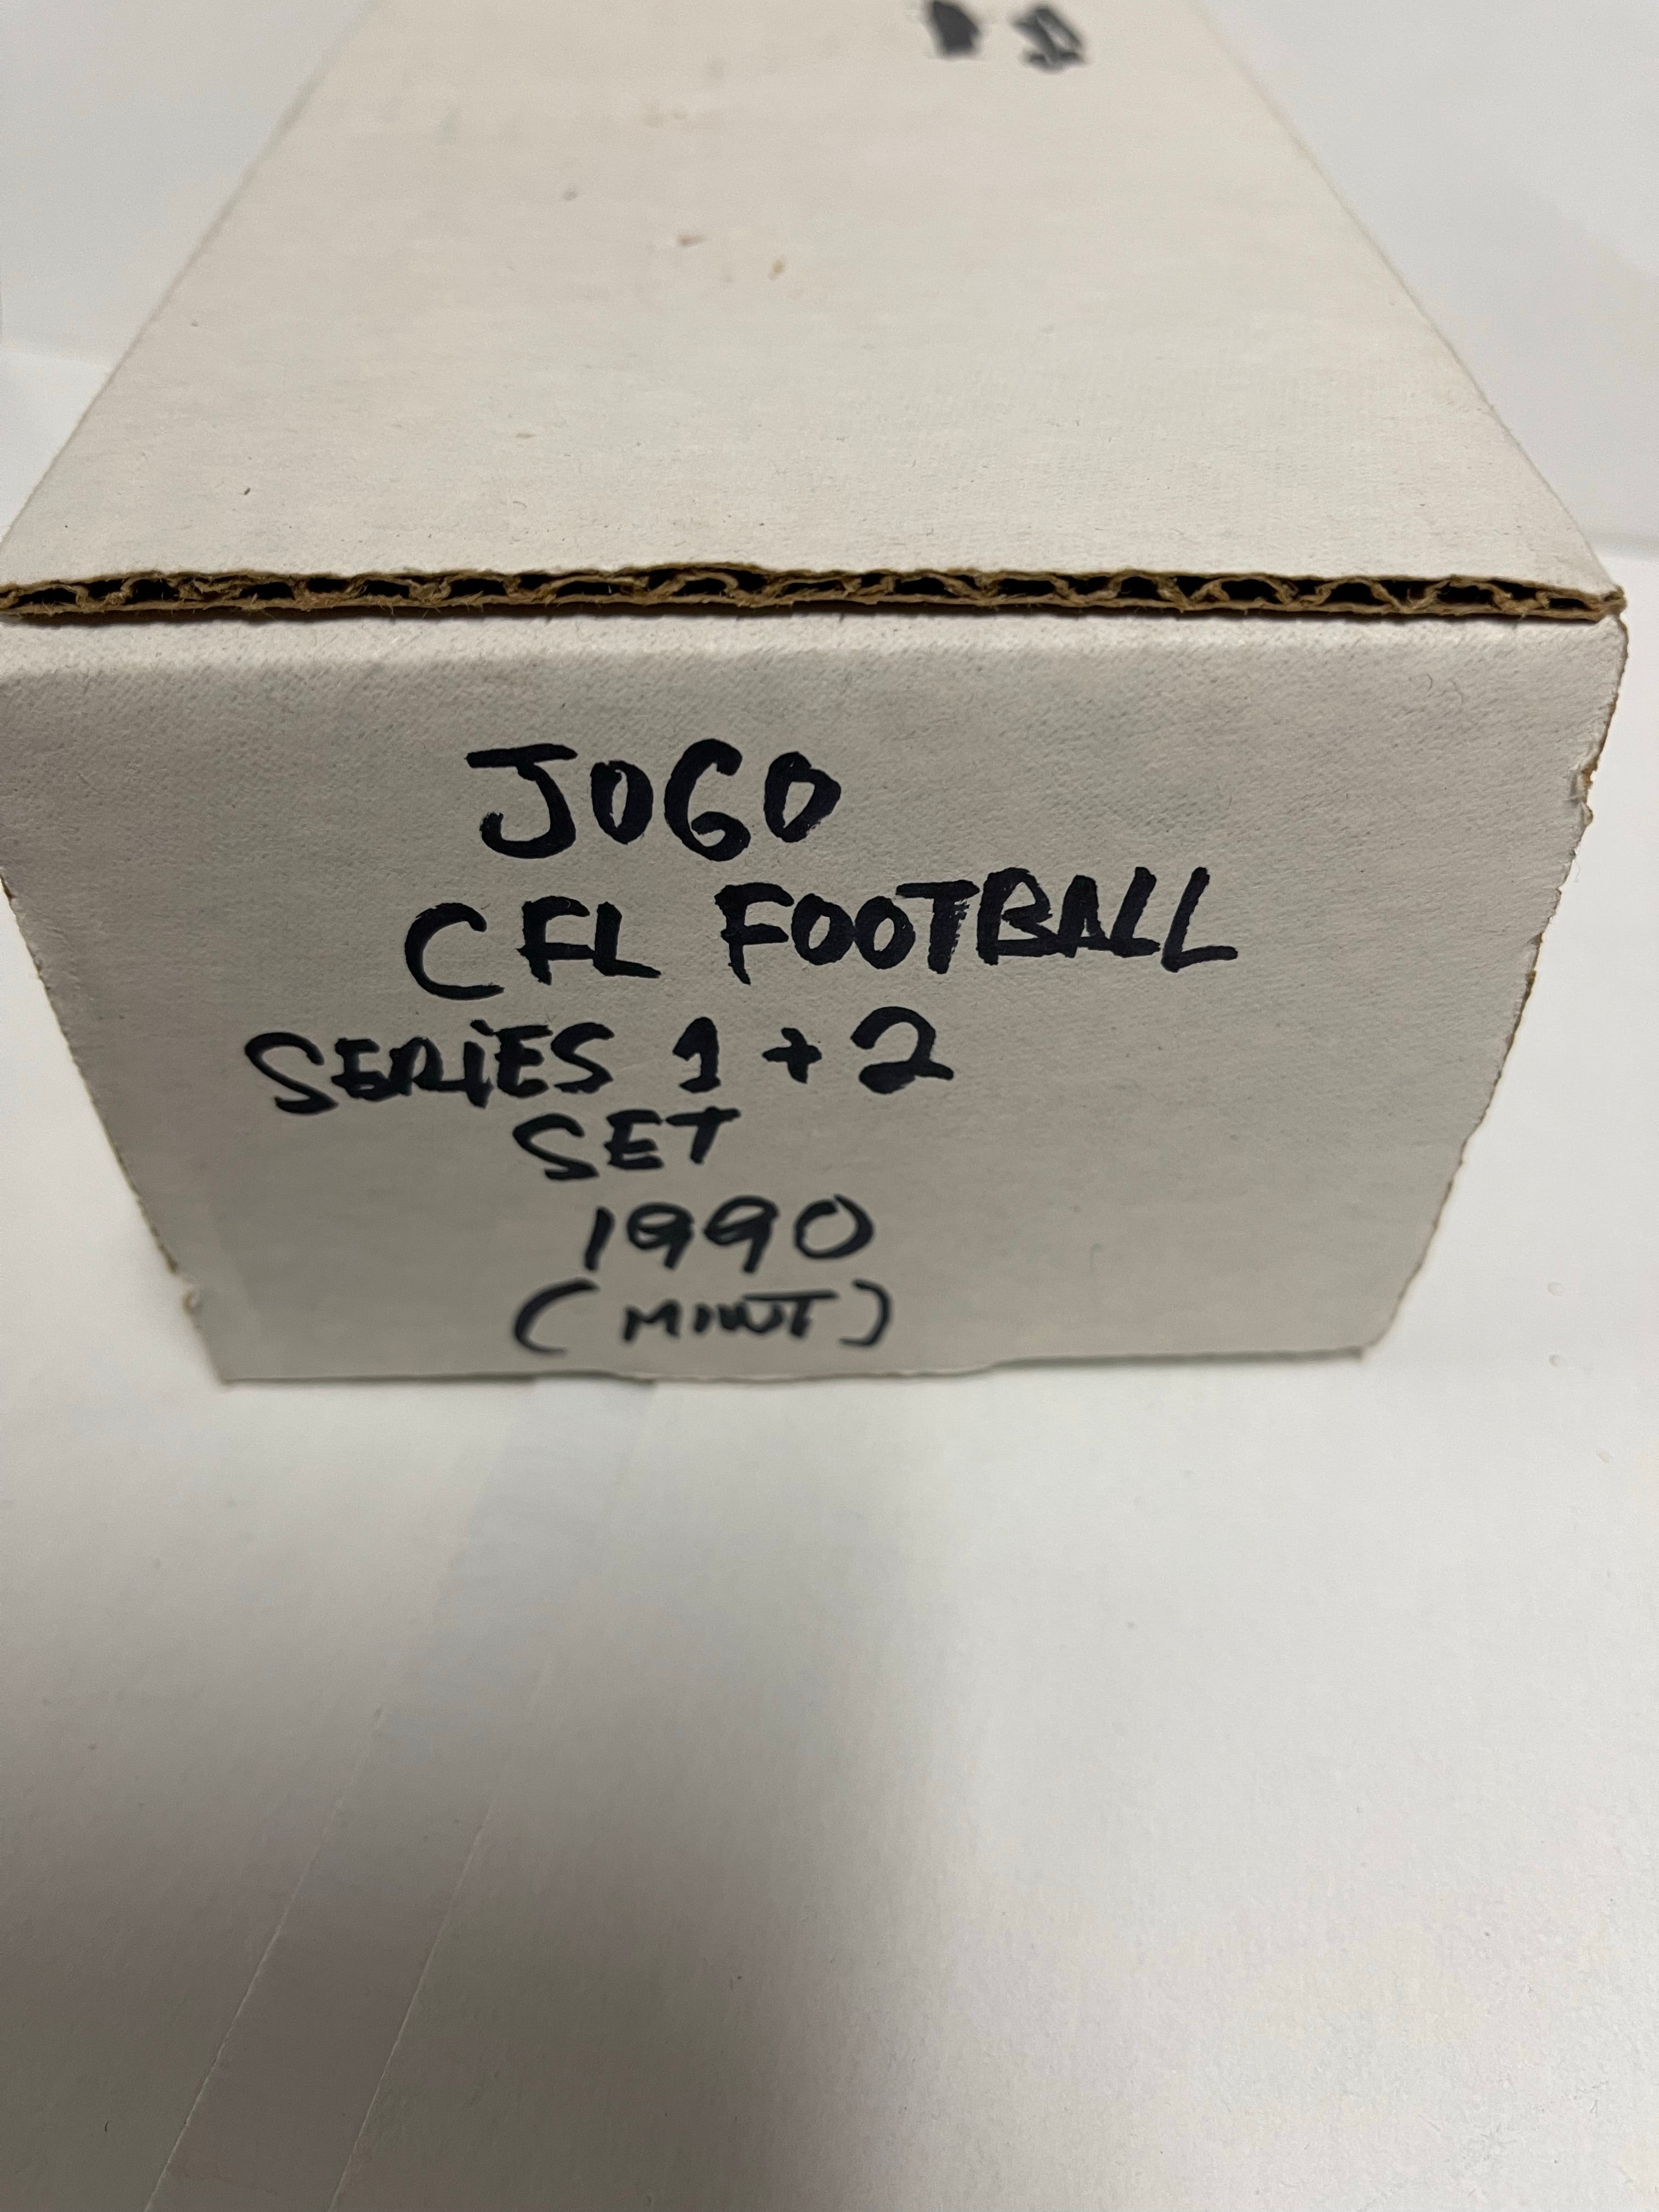 JOGO
CFL FOOTBALL
SERIES 1 + 2
SET
1990
(MINT)